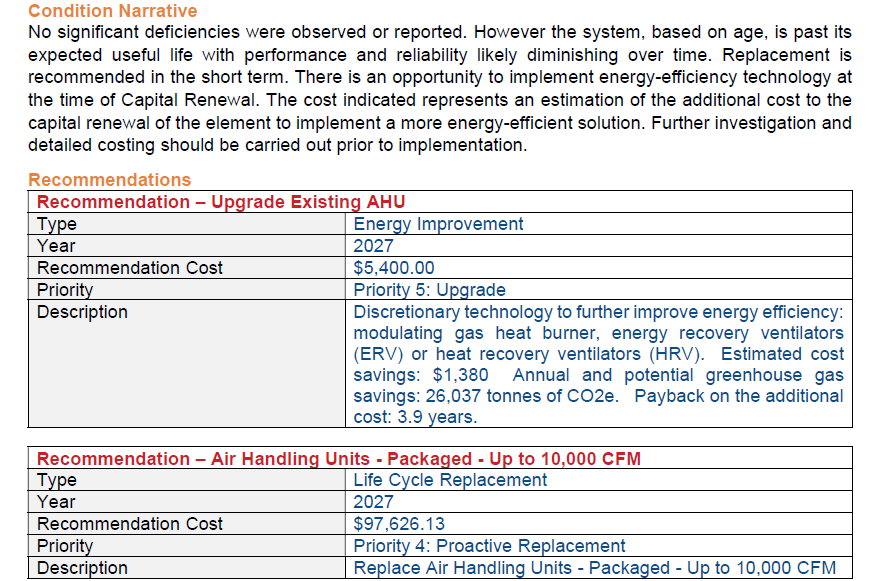 Condition Narrative
No significant deficiencies were observed or reported. However the system, based on age, is past its
expected useful life with performance and reliability likely diminishing over time. Replacement is
recommended in the short term. There is an opportunity to implement energy-efficiency technology at
the time of Capital Renewal. The cost indicated represents an estimation of the additional cost to the
capital renewal of the element to implement a more energy-efficient solution. Further investigation and
detailed costing should be carried out prior to implementation.
Recommendations
Recommendation – Upgrade Existing AHU
Type Energy Improvement
Year 2027
Recommendation Cost $5,400.00
Priority Priority 5: Upgrade
Description Discretionary technology to further improve energy efficiency:
modulating gas heat burner, energy recovery ventilators
(ERV) or heat recovery ventilators (HRV). Estimated cost
savings: $1,380 Annual and potential greenhouse gas
savings: 26,037 tonnes of CO2e. Payback on the additional
cost: 3.9 years.
Recommendation – Air Handling Units - Packaged - Up to 10,000 CFM
Type Life Cycle Replacement
Year 2027
Recommendation Cost $97,626.13
Priority Priority 4: Proactive Replacement
Description Replace Air Handling Units - Packaged - Up to 10,000 CFM